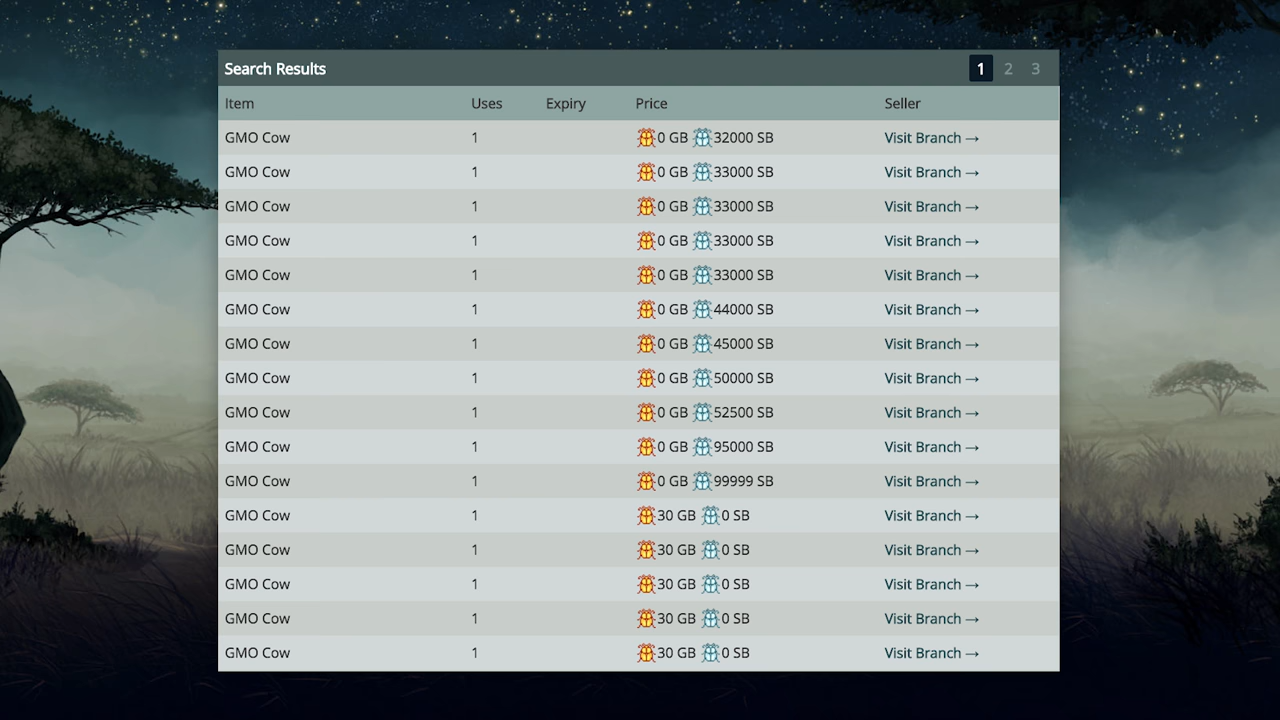 Search Results 1 2 3
Item Uses Expiry Price Seller
GMO Cow 1 0 GB 32000 SB Visit Branch →
GMO Cow 1 0 GB 33000 SB Visit Branch →
GMO Cow 1 0 GB 33000 SB Visit Branch →
GMO Cow 1 0 GB 33000 SB Visit Branch →
GMO Cow 1 0 GB 33000 SB Visit Branch →
GMO Cow 1 0 GB 44000 SB Visit Branch →
GMO Cow 1 0 GB 45000 SB Visit Branch →
GMO Cow 1 0 GB 50000 SB Visit Branch →
GMO Cow 1 0 GB 52500 SB Visit Branch →
GMO Cow 1 0 GB 95000 SB Visit Branch →
GMO Cow 1 0 GB 99999 SB Visit Branch →
GMO Cow 1 30 GB 0 SB Visit Branch →
GMO Cow 1 30 GB 0 SB Visit Branch →
GMO Cow 1 30 GB 0 SB Visit Branch →
GMO Cow 1 30 GB 0 SB Visit Branch →
GMO Cow 1 30 GB 0 SB Visit Branch →